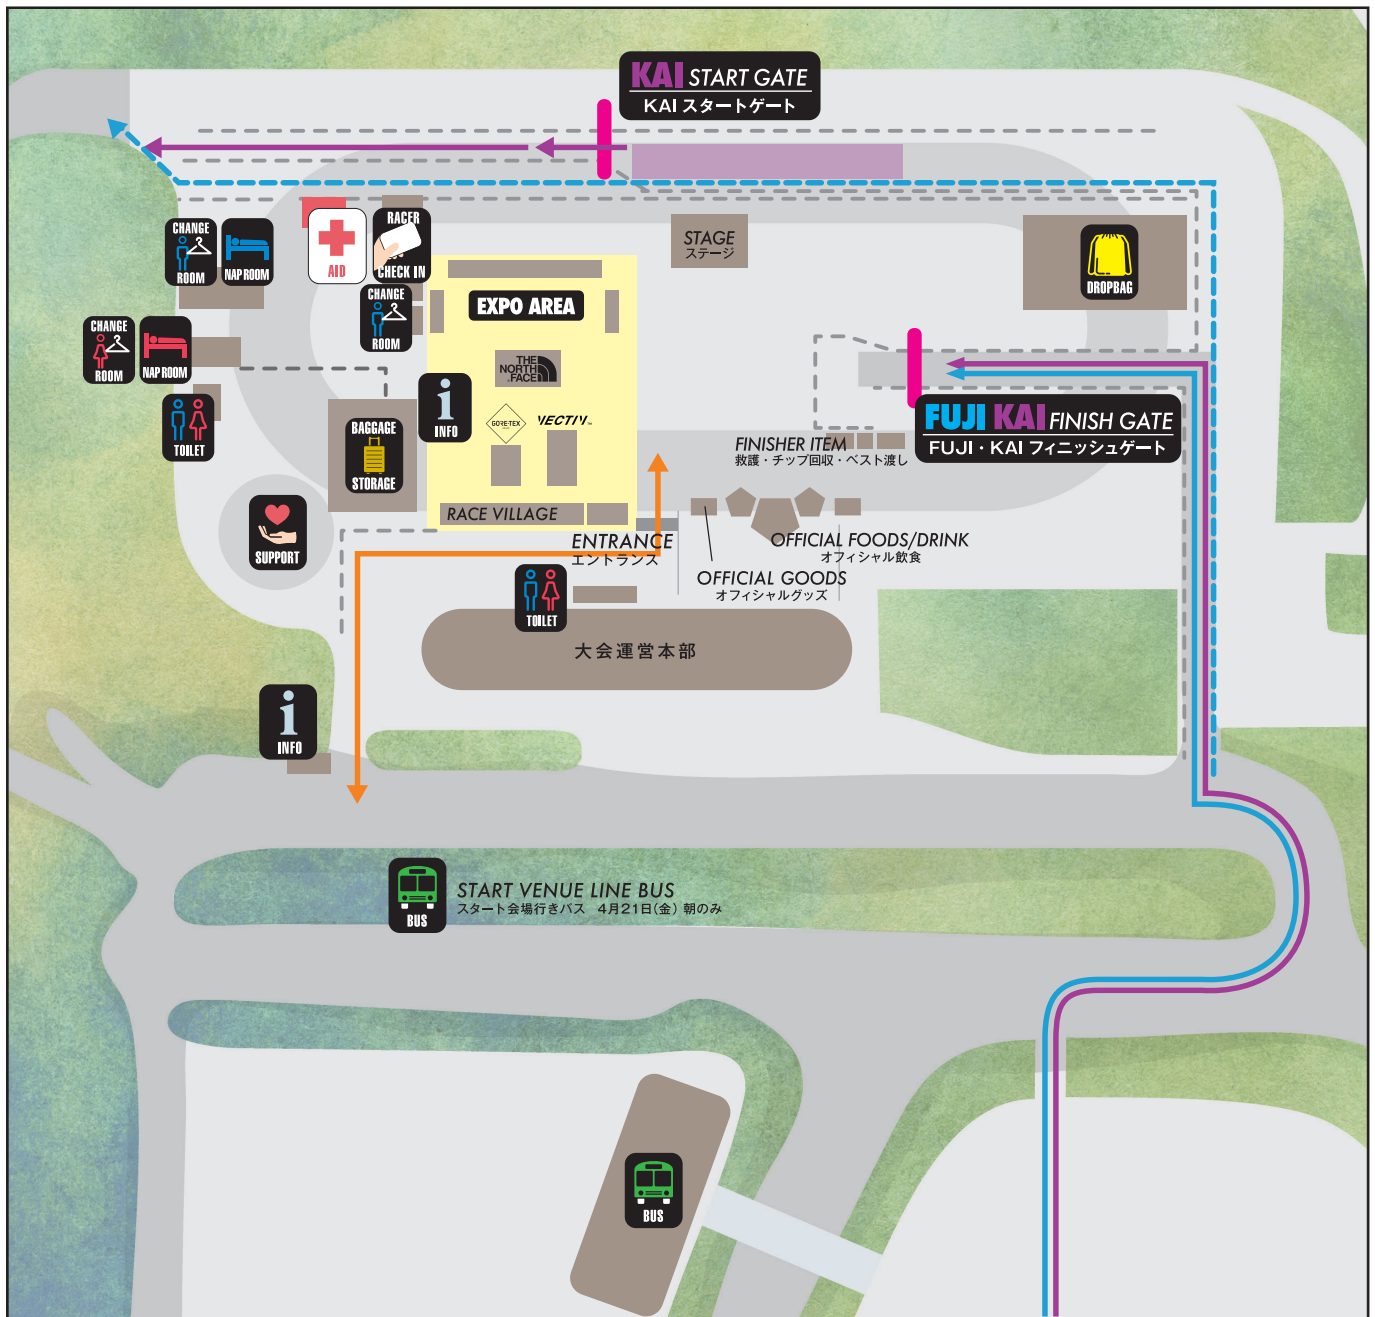 KAI START GATE
KAI スタートゲート
CHANGE
ROOM
NAP ROOM
AID
RACER
CHECK IN
STAGE
ステージ
DROPBAG
CHANGE
ROOM
EXPO AREA
CHANGE
ROOM
NAP ROOM
THE
NORTH
FACE
INFO
GORE-TEX
VECTIV™
TOILET
BAGGAGE
STORAGE
FUJI KAI FINISH GATE
FUJI・KAI フィニッシュゲート
FINISHER ITEM
救護・チップ回収・ベスト渡し
RACE VILLAGE
SUPPORT
ENTRANCE
エントランス
OFFICIAL FOODS/DRINK
オフィシャル飲食
OFFICIAL GOODS
オフィシャルグッズ
TOILET
大会運営本部
INFO
BUS
START VENUE LINE BUS
スタート会場行きバス 4月21日(金) 朝のみ
BUS